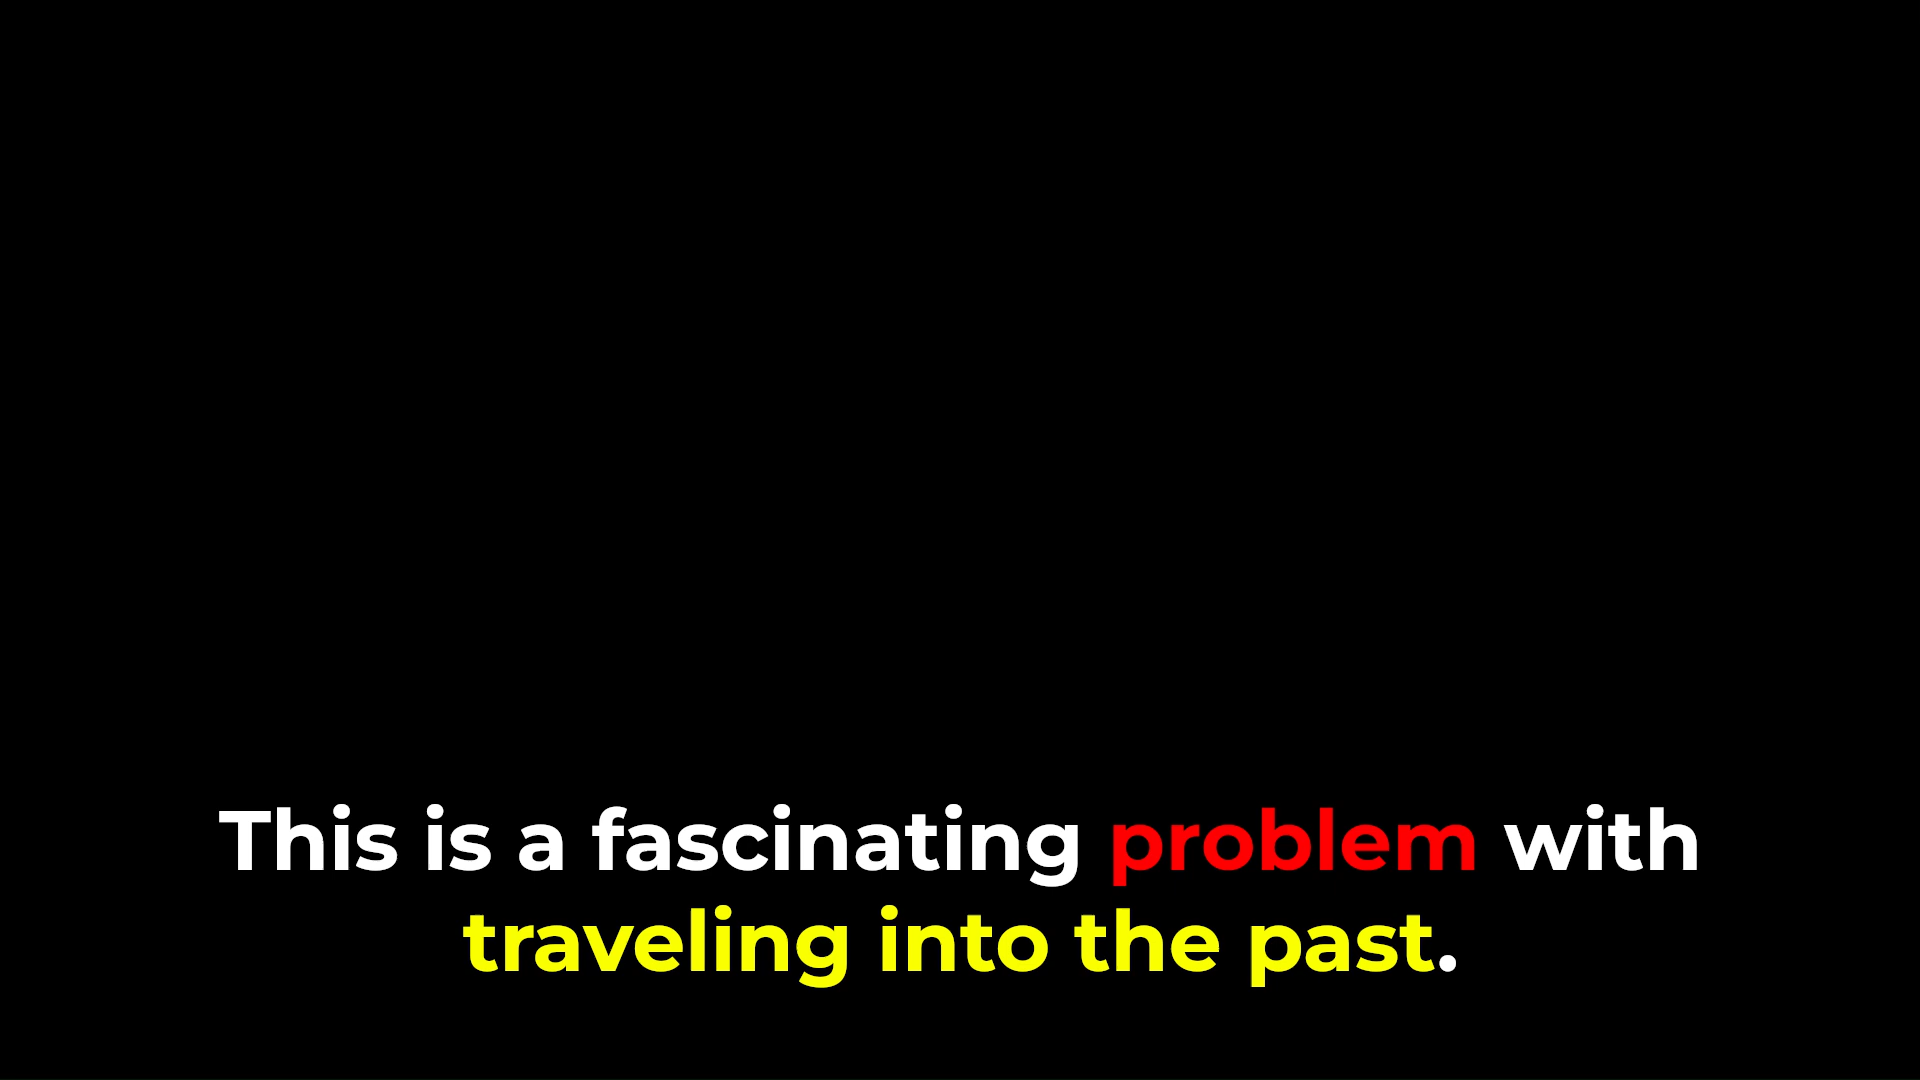 This is a fascinating problem with
traveling into the past.